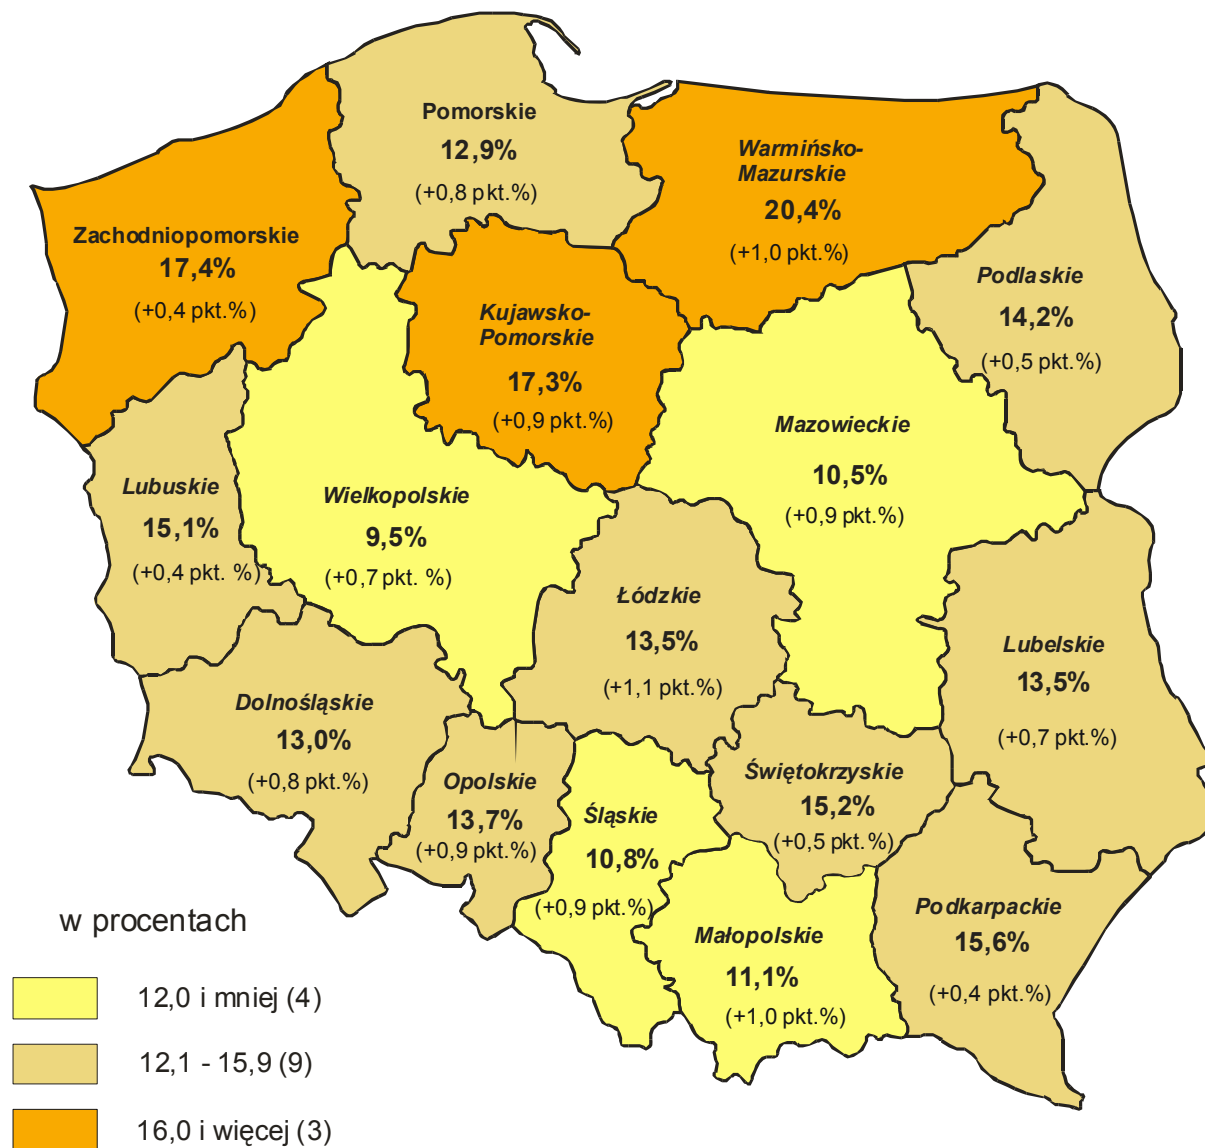 Pomorskie
12,9%
(+0,8 pkt.%)
Warmińsko-
Mazurskie
20,4%
(+1,0 pkt.%)
Zachodniopomorskie
17,4%
(+0,4 pkt.%)
Podlaskie
14,2%
(+0,5 pkt.%)
Kujawsko-
Pomorskie
17,3%
(+0,9 pkt.%)
Mazowieckie
10,5%
(+0,9 pkt.%)
Lubuskie
15,1%
(+0,4 pkt. %)
Wielkopolskie
9,5%
(+0,7 pkt. %)
Łódzkie
13,5%
(+1,1 pkt.%)
Lubelskie
13,5%
(+0,7 pkt.%)
Dolnośląskie
13,0%
(+0,8 pkt.%)
Opolskie
13,7%
(+0,9 pkt.%)
Śląskie
10,8%
(+0,9 pkt.%)
Świętokrzyskie
15,2%
(+0,5 pkt.%)
Małopolskie
11,1%
(+1,0 pkt.%)
Podkarpackie
15,6%
(+0,4 pkt.%)
w procentach
12,0 i mniej (4)
12,1 - 15,9 (9)
16,0 i więcej (3)